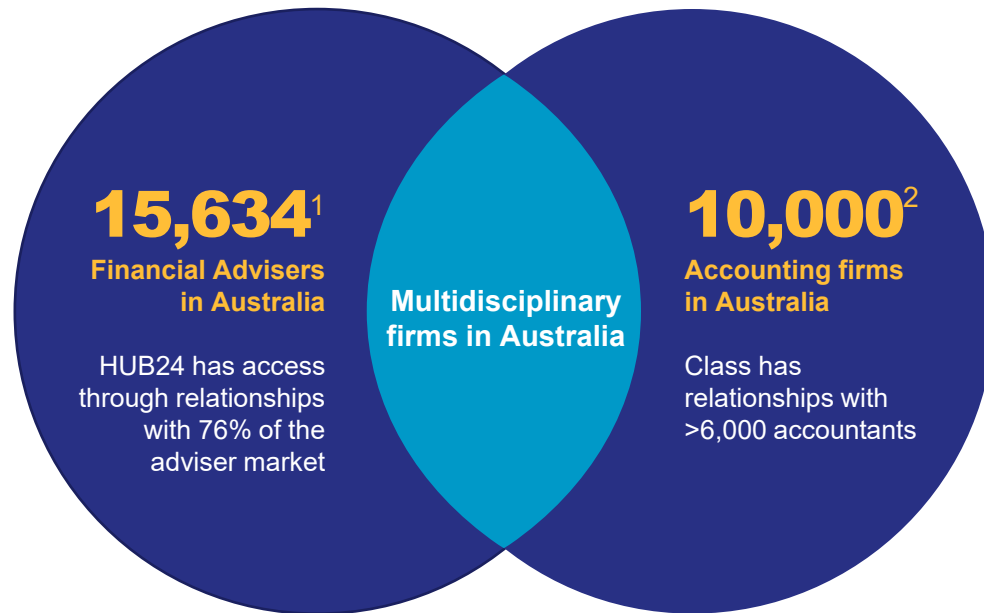 15,634¹
Financial Advisers
in Australia
HUB24 has access
through relationships
with 76% of the
adviser market
Multidisciplinary
firms in Australia
10,000²
Accounting firms
in Australia
Class has
relationships with
>6,000 accountants